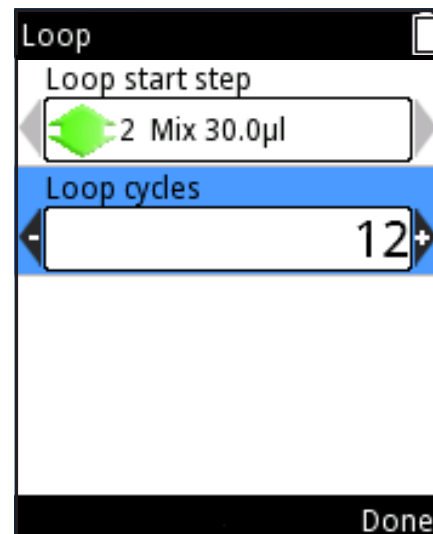 Loop
Loop start step
2 Mix 30.0µl
Loop cycles
- 12 +
Done